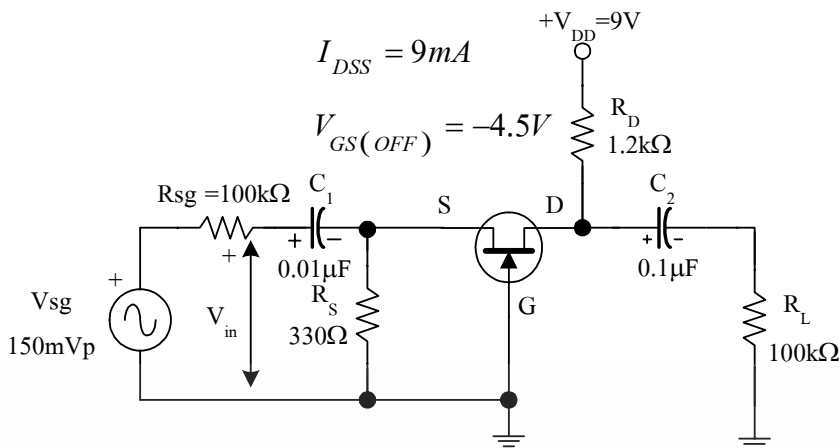 +V_DD=9V
I_DSS = 9mA
V_GS(OFF) = −4.5V
R_D
1.2kΩ
Rsg =100kΩ
C_1
S
D
C_2
+
+ −
0.01μF
+ −
0.1μF
+
Vsg
150mVp
V_in
R_S
330Ω
G
R_L
100kΩ